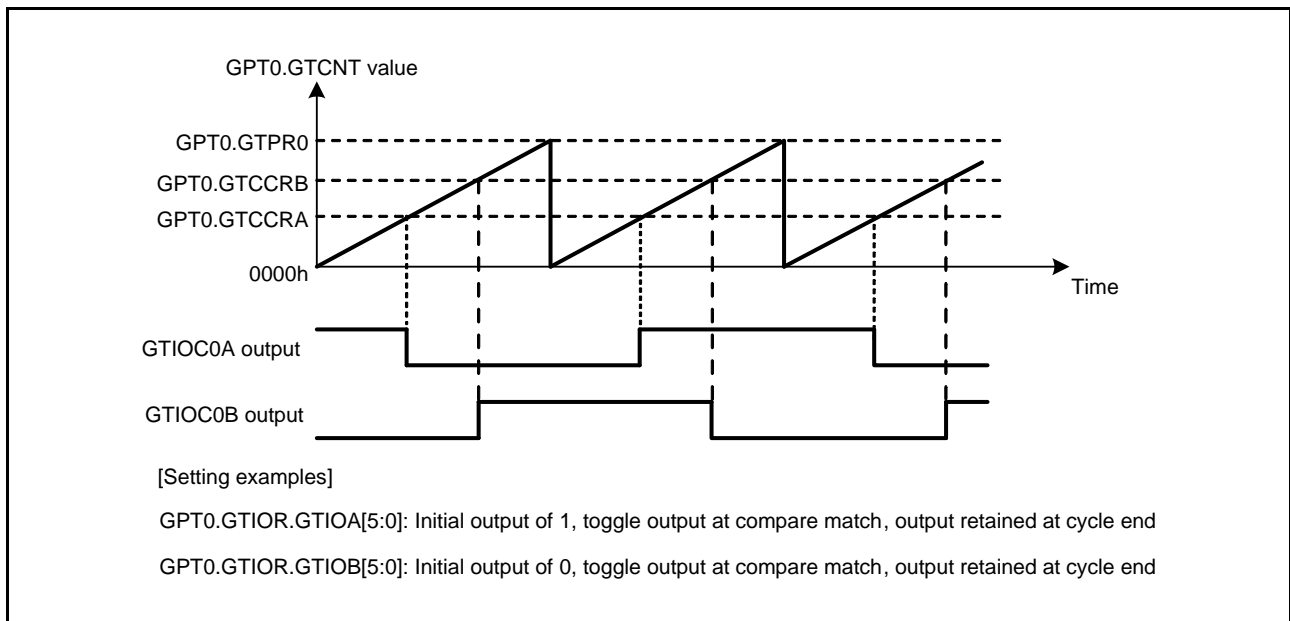 GPT0.GTCNT value
GPT0.GTPR0
GPT0.GTCCRB
GPT0.GTCCRA
0000h
Time
GTIOC0A output
GTIOC0B output
[Setting examples]
GPT0.GTIOR.GTIOA[5:0]: Initial output of 1, toggle output at compare match, output retained at cycle end
GPT0.GTIOR.GTIOB[5:0]: Initial output of 0, toggle output at compare match, output retained at cycle end